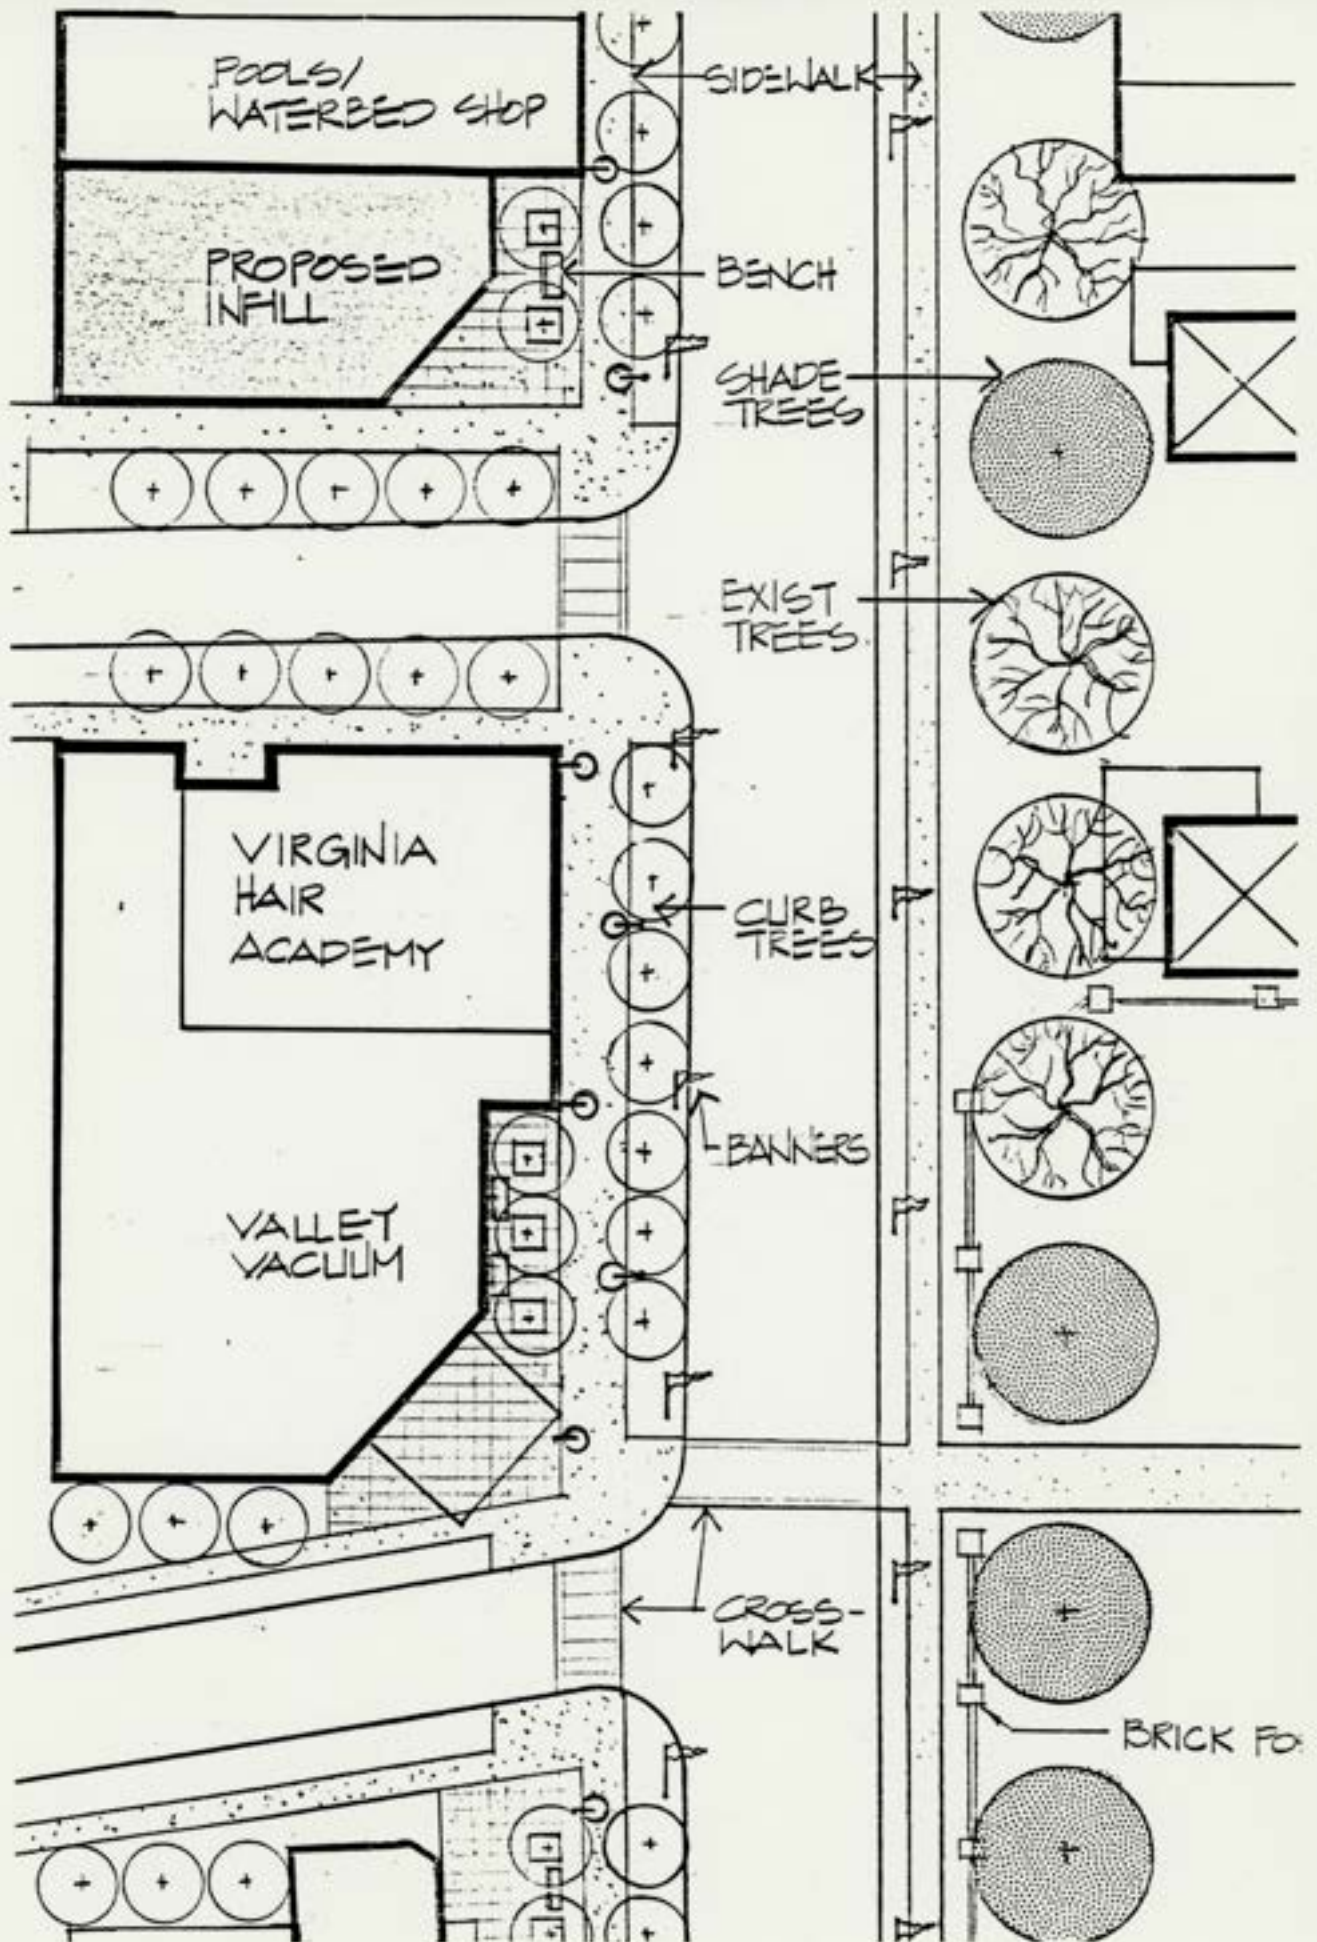 POOLS/
WATERBED SHOP
SIDEWALK
PROPOSED
INFILL
BENCH
SHADE
TREES
EXIST
TREES
VIRGINIA
HAIR
ACADEMY
CURB
TREES
BANNERS
VALLEY
VACUUM
CROSS-
WALK
BRICK